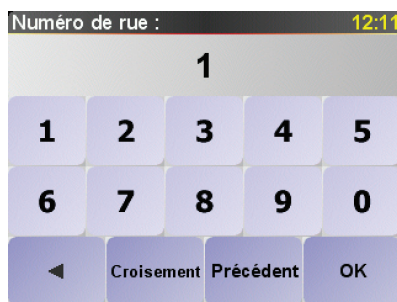 Numéro de rue : 12:11
1
1 2 3 4 5
6 7 8 9 0
◄ Croisement Précédent OK